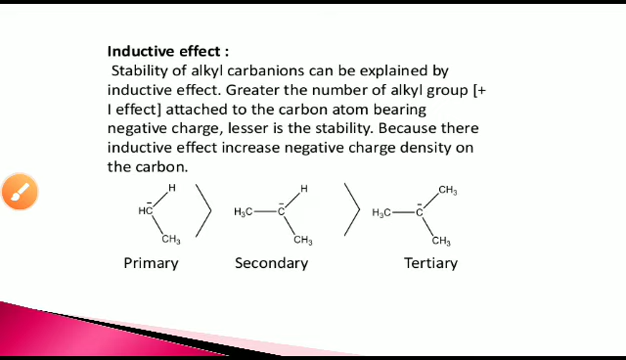 Inductive effect :
Stability of alkyl carbanions can be explained by
inductive effect. Greater the number of alkyl group [+
I effect] attached to the carbon atom bearing
negative charge, lesser is the stability. Because there
inductive effect increase negative charge density on
the carbon.
H H CH₃
HC̄ H₃C—C̄ H₃C—C̄
CH₃ CH₃ CH₃
Primary Secondary Tertiary